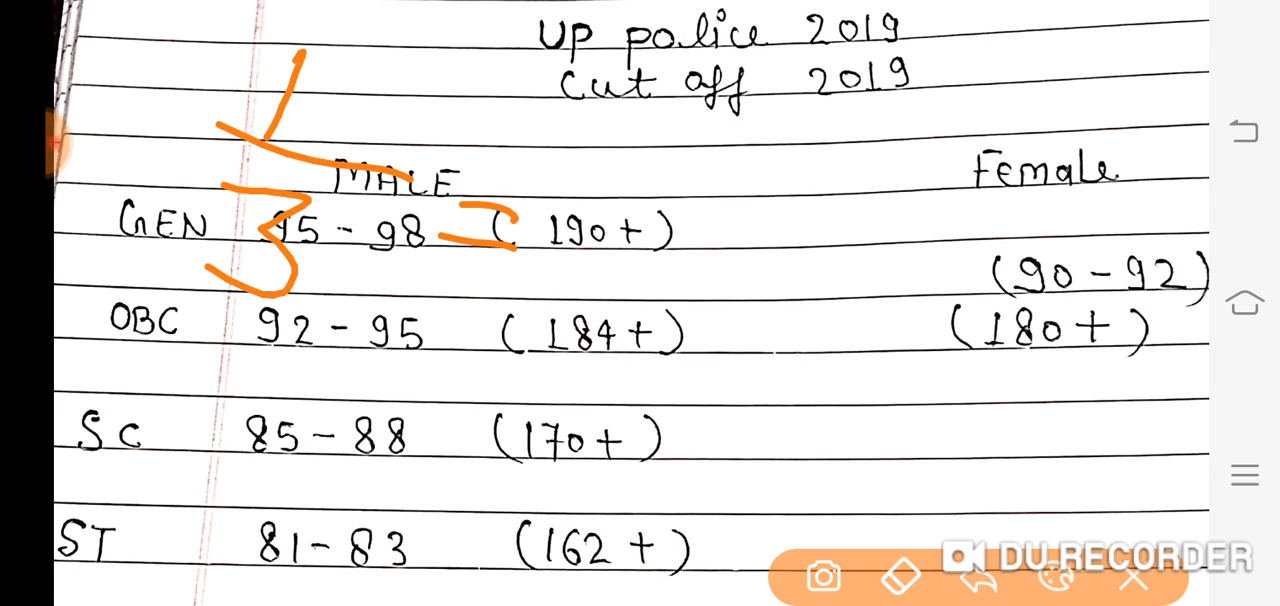 UP police 2019
Cut off 2019
MALE Female
GEN 95 - 98 ( 190 + )
(90 - 92)
OBC 92 - 95 ( 184 + ) (180 + )
SC 85 - 88 (170 + )
ST 81 - 83 (162 + )
DU RECORDER